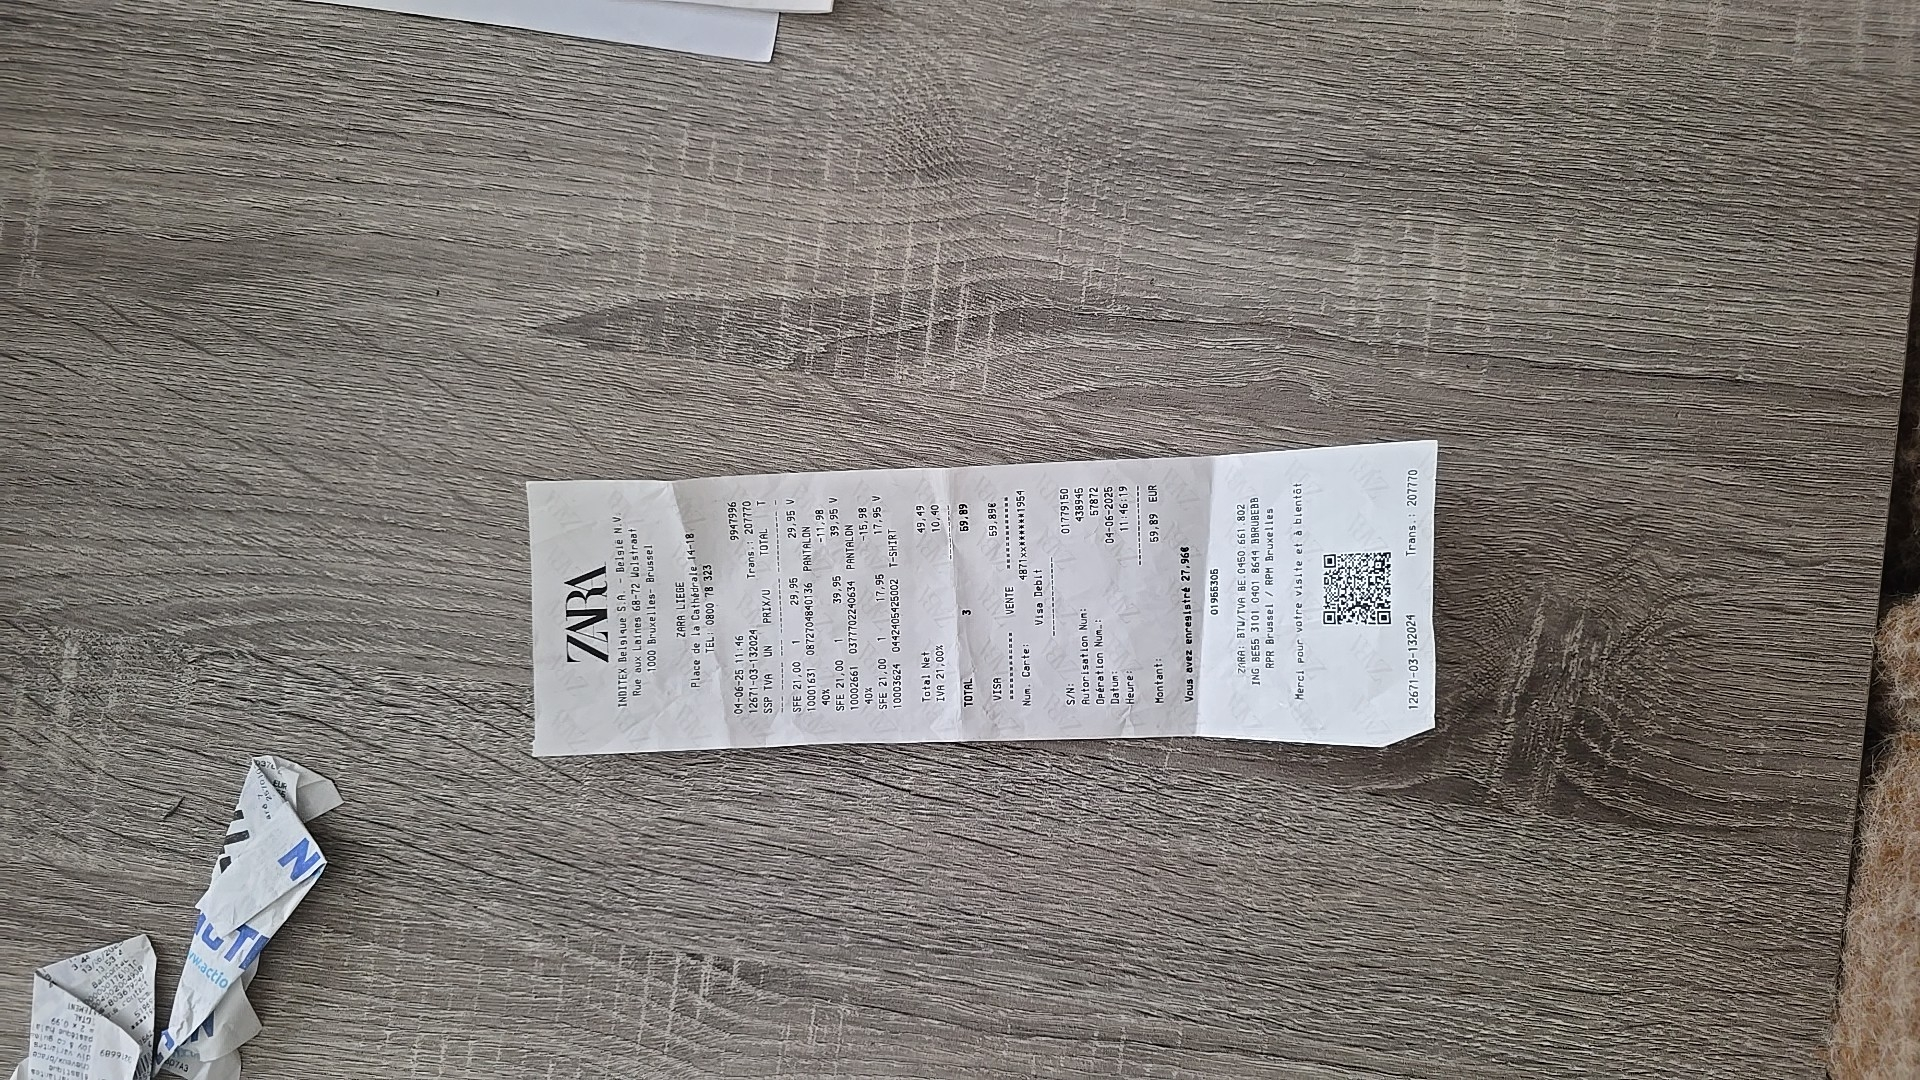 ZARA
INDITEX Belgique S.A. - België N.V.
Rue aux Laines 68-72 Wolstraat
1000 Bruxelles- Brussel
ZARA LIEGE
Place de la Cathédrale 14-18
TEL: 0800 78 323
9947996
04-06-25 11:46
12671-03-132024 Trans.: 207770
SSP TVA UN PRIX/U TOTAL T
SFE 21,00 1 29,95 29,95 V
10001631 0872704840136 PANTALON
40% -11,98
SFE 21,00 1 39,95 39,95 V
10002661 0377702240634 PANTALON
40% -15,98
SFE 21,00 1 17,95 17,95 V
10003624 0442405425002 T-SHIRT
Total Net 49,49
IVA 21,00% 10,40
TOTAL 3 59,89
VISA 59,89€
VENTE
Num. Carte: 4871xx******1954
Visa Debit
S/N: 01779150
Autorisation Num: 438945
Opération Num.: 57872
Datum: 04-06-2025
Heure: 11:46:19
Montant: 59,89 EUR
Vous avez enregistré 27,96€
01955305
ZARA: BTW/TVA BE 0450.661.802
ING BE55 3101 0401 8644 BBRUBEBB
RPR Brussel / RPM Bruxelles
Merci pour votre visite et à bientôt
12671-03-132024 Trans.: 207770
N
ww.actio